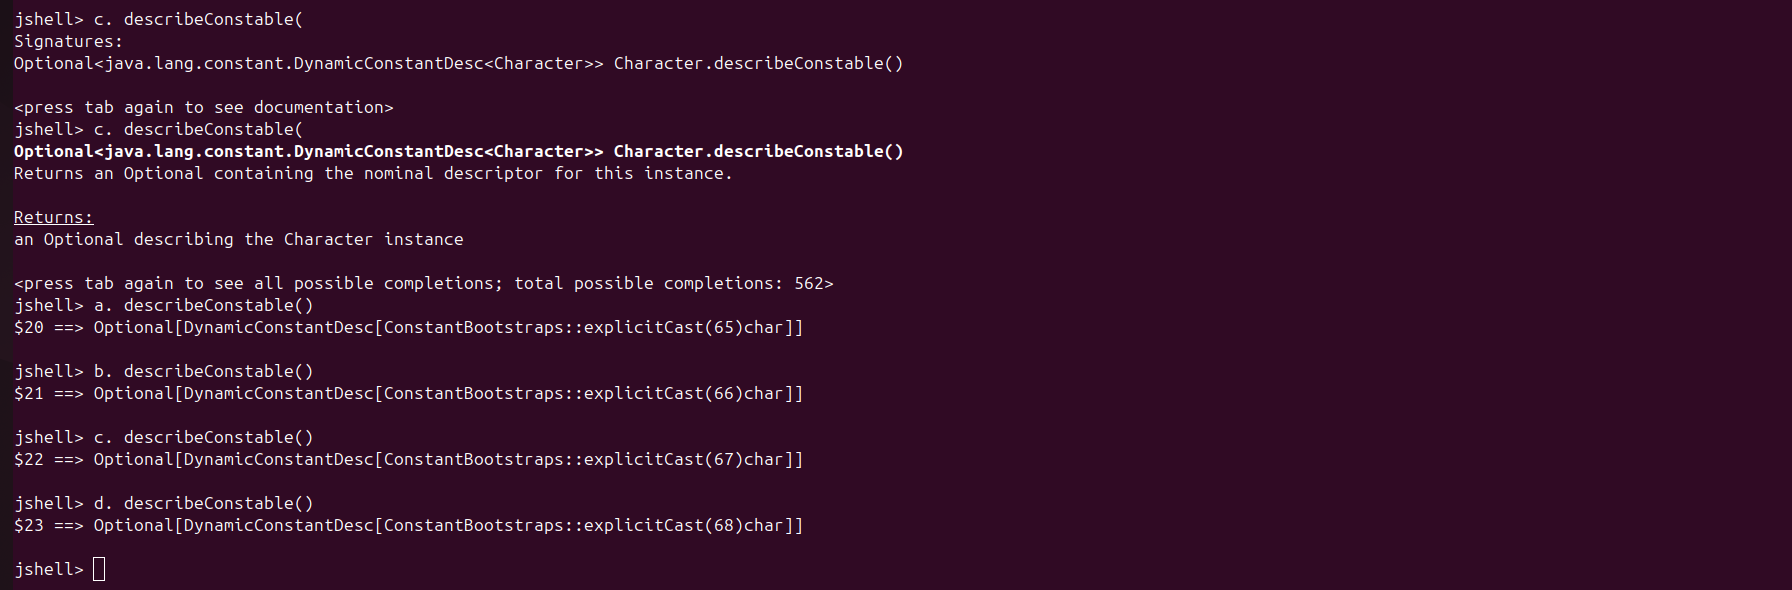 jshell> c. describeConstable(
Signatures:
Optional<java.lang.constant.DynamicConstantDesc<Character>> Character.describeConstable()
<press tab again to see documentation>
jshell> c. describeConstable(
Optional<java.lang.constant.DynamicConstantDesc<Character>> Character.describeConstable()
Returns an Optional containing the nominal descriptor for this instance.
Returns:
an Optional describing the Character instance
<press tab again to see all possible completions; total possible completions: 562>
jshell> a. describeConstable()
$20 ==> Optional[DynamicConstantDesc[ConstantBootstraps::explicitCast(65)char]]
jshell> b. describeConstable()
$21 ==> Optional[DynamicConstantDesc[ConstantBootstraps::explicitCast(66)char]]
jshell> c. describeConstable()
$22 ==> Optional[DynamicConstantDesc[ConstantBootstraps::explicitCast(67)char]]
jshell> d. describeConstable()
$23 ==> Optional[DynamicConstantDesc[ConstantBootstraps::explicitCast(68)char]]
jshell>